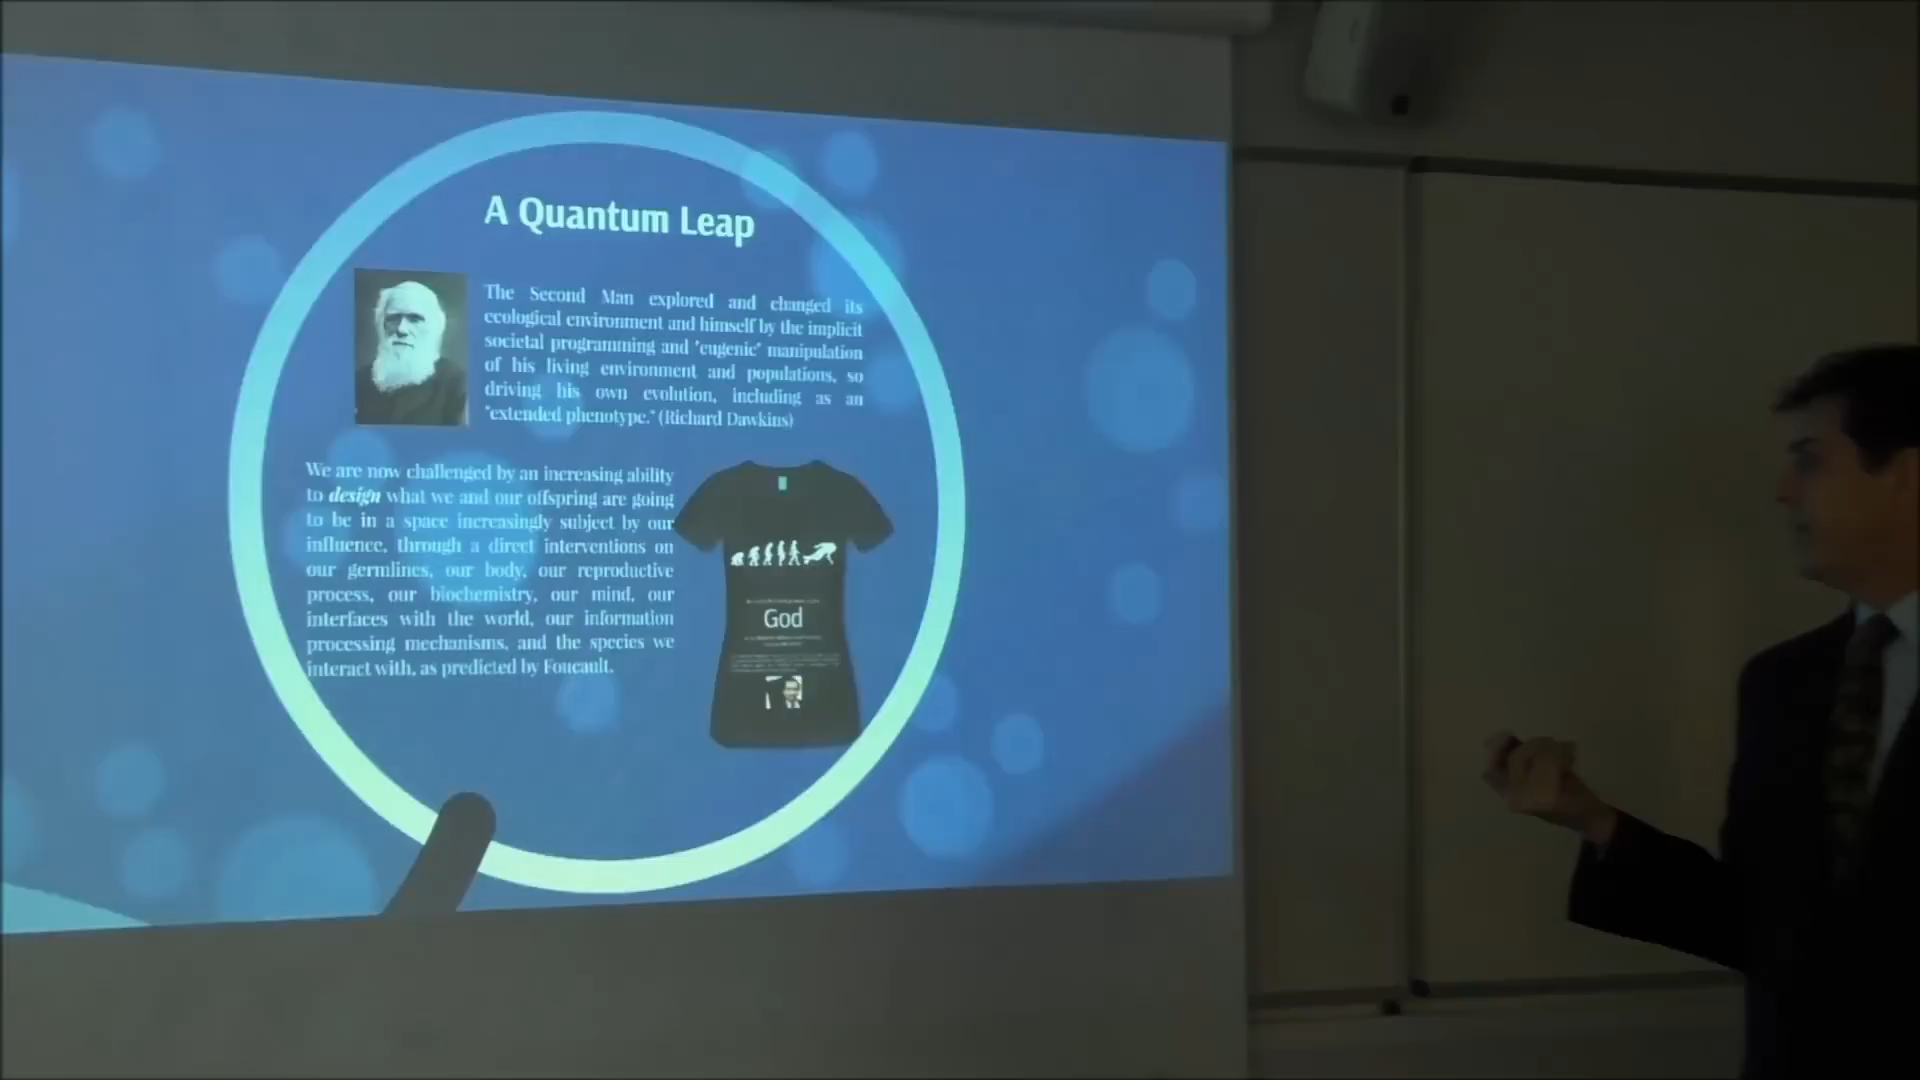 A Quantum Leap
The Second Man explored and changed its
ecological environment and himself by the implicit
societal programming and "eugenic" manipulation
of his living environment and populations, so
driving his own evolution, including as an
"extended phenotype." (Richard Dawkins)
We are now challenged by an increasing ability
to design what we and our offspring are going
to be in a space increasingly subject by our
influence, through a direct interventions on
our germlines, our body, our reproductive
process, our biochemistry, our mind, our
interfaces with the world, our information
processing mechanisms, and the species we
interact with, as predicted by Foucault.
God